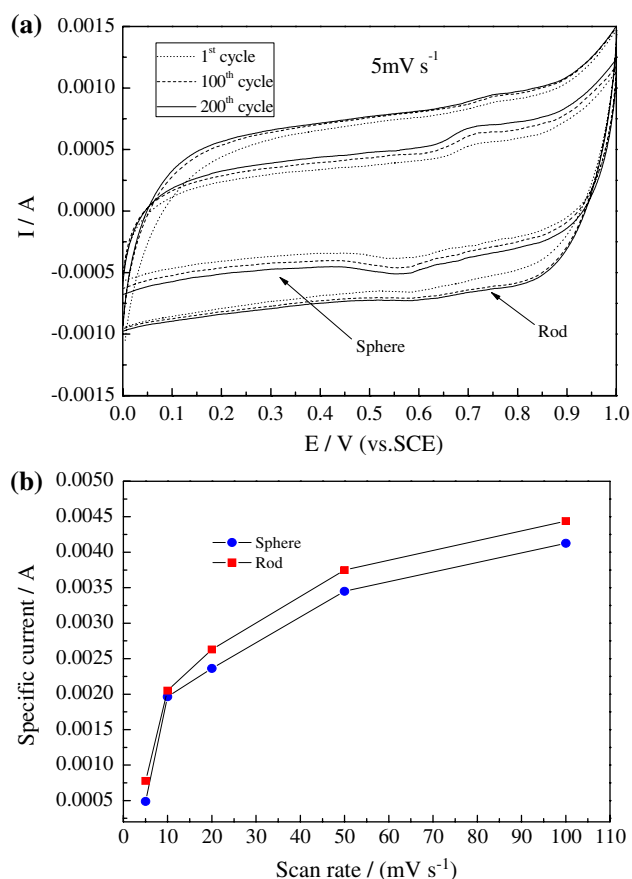 (a)
0.0015
0.0010
0.0005
0.0000
-0.0005
-0.0010
-0.0015
I / A
1st cycle
100th cycle
200th cycle
5mV s-1
Sphere
Rod
0.0 0.1 0.2 0.3 0.4 0.5 0.6 0.7 0.8 0.9 1.0
E / V (vs.SCE)
(b)
0.0050
0.0045
0.0040
0.0035
0.0030
0.0025
0.0020
0.0015
0.0010
0.0005
Specific current / A
Sphere
Rod
0 10 20 30 40 50 60 70 80 90 100 110
Scan rate / (mV s-1)